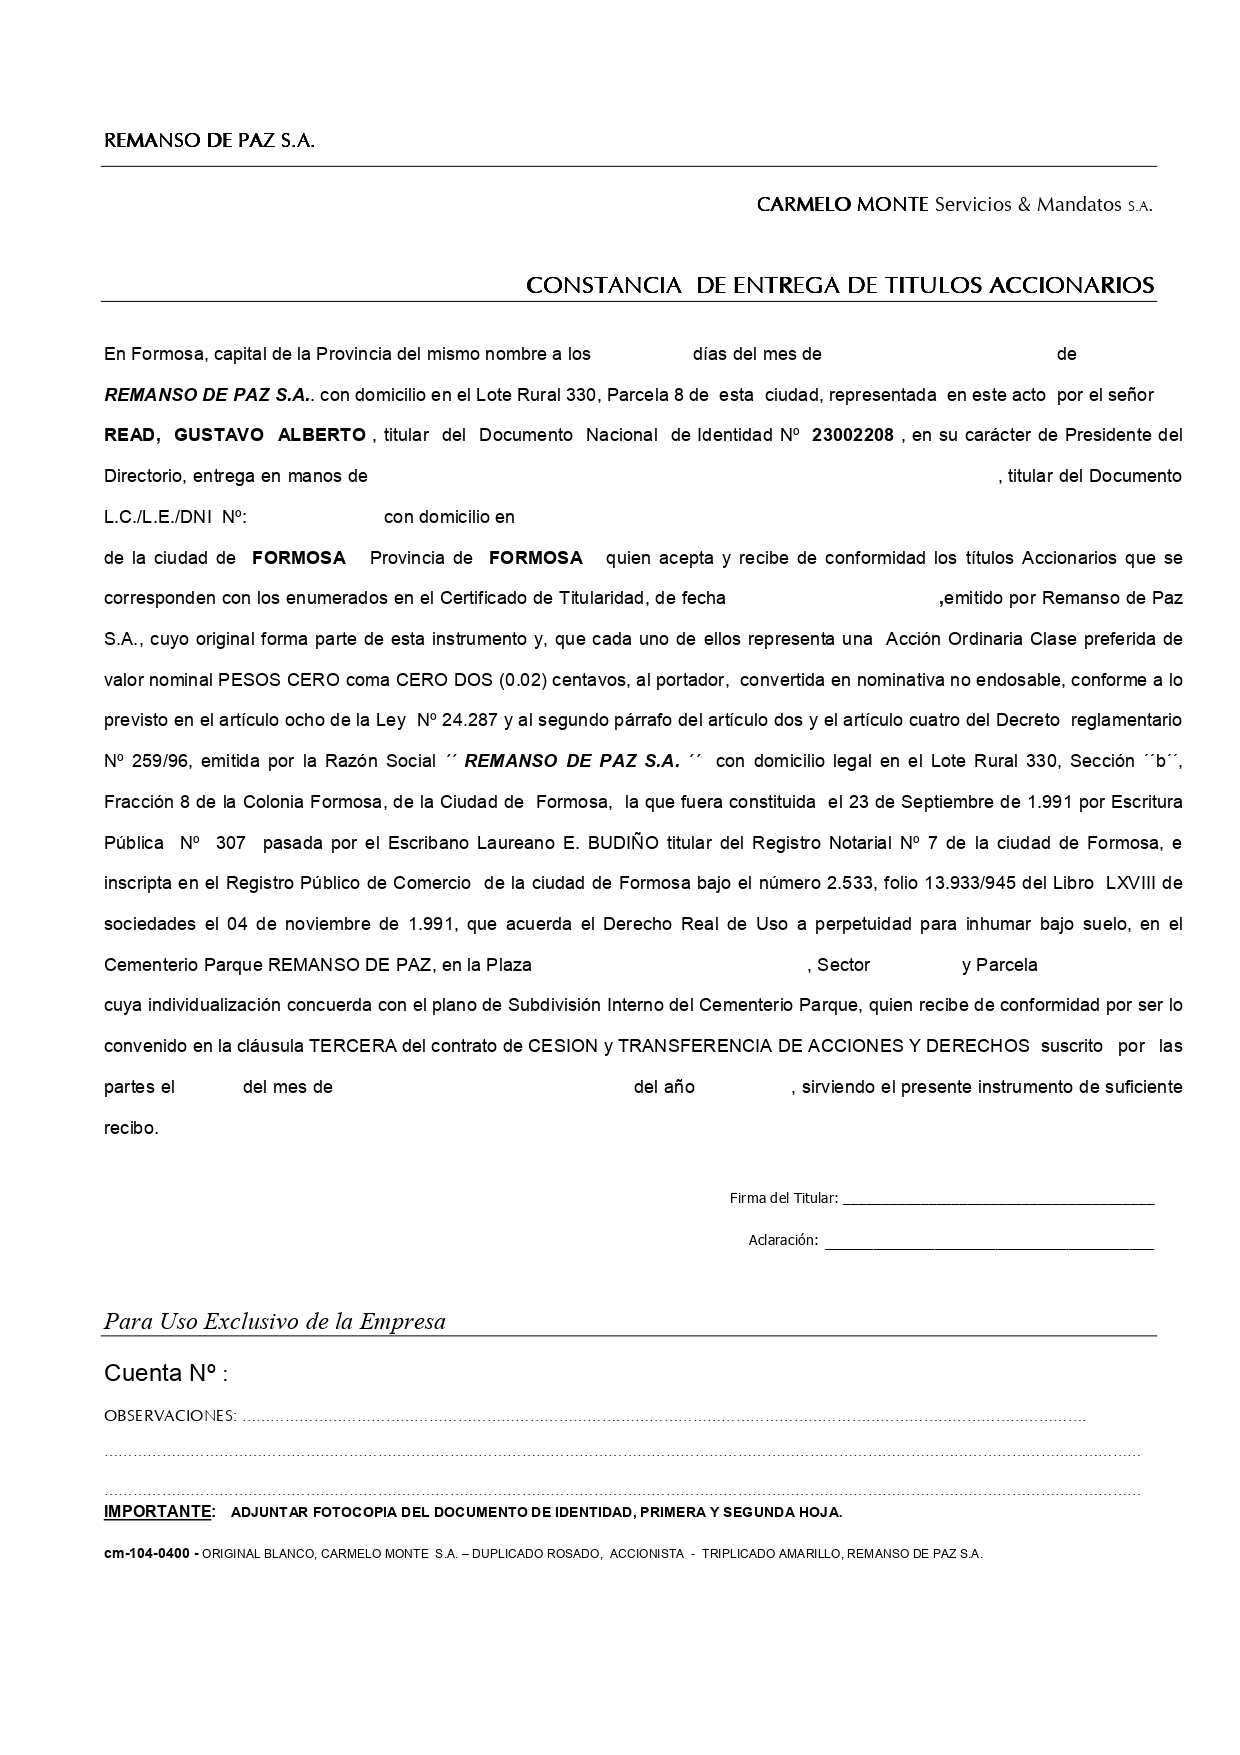 REMANSO DE PAZ S.A.
CARMELO MONTE Servicios & Mandatos S.A.
CONSTANCIA DE ENTREGA DE TITULOS ACCIONARIOS
En Formosa, capital de la Provincia del mismo nombre a los días del mes de de
REMANSO DE PAZ S.A.. con domicilio en el Lote Rural 330, Parcela 8 de esta ciudad, representada en este acto por el señor
READ, GUSTAVO ALBERTO , titular del Documento Nacional de Identidad Nº 23002208 , en su carácter de Presidente del
Directorio, entrega en manos de , titular del Documento
L.C./L.E./DNI Nº: con domicilio en
de la ciudad de FORMOSA Provincia de FORMOSA quien acepta y recibe de conformidad los títulos Accionarios que se
corresponden con los enumerados en el Certificado de Titularidad, de fecha ,emitido por Remanso de Paz
S.A., cuyo original forma parte de esta instrumento y, que cada uno de ellos representa una Acción Ordinaria Clase preferida de
valor nominal PESOS CERO coma CERO DOS (0.02) centavos, al portador, convertida en nominativa no endosable, conforme a lo
previsto en el artículo ocho de la Ley Nº 24.287 y al segundo párrafo del artículo dos y el artículo cuatro del Decreto reglamentario
Nº 259/96, emitida por la Razón Social ´´ REMANSO DE PAZ S.A. ´´ con domicilio legal en el Lote Rural 330, Sección ´´b´´,
Fracción 8 de la Colonia Formosa, de la Ciudad de Formosa, la que fuera constituida el 23 de Septiembre de 1.991 por Escritura
Pública Nº 307 pasada por el Escribano Laureano E. BUDIÑO titular del Registro Notarial Nº 7 de la ciudad de Formosa, e
inscripta en el Registro Público de Comercio de la ciudad de Formosa bajo el número 2.533, folio 13.933/945 del Libro LXVIII de
sociedades el 04 de noviembre de 1.991, que acuerda el Derecho Real de Uso a perpetuidad para inhumar bajo suelo, en el
Cementerio Parque REMANSO DE PAZ, en la Plaza , Sector y Parcela
cuya individualización concuerda con el plano de Subdivisión Interno del Cementerio Parque, quien recibe de conformidad por ser lo
convenido en la cláusula TERCERA del contrato de CESION y TRANSFERENCIA DE ACCIONES Y DERECHOS suscrito por las
partes el del mes de del año , sirviendo el presente instrumento de suficiente
recibo.
Firma del Titular: ______________________________________
Aclaración: ______________________________________
Para Uso Exclusivo de la Empresa
Cuenta Nº :
OBSERVACIONES: ................................................................................
................................................................................
................................................................................
IMPORTANTE: ADJUNTAR FOTOCOPIA DEL DOCUMENTO DE IDENTIDAD, PRIMERA Y SEGUNDA HOJA.
cm-104-0400 - ORIGINAL BLANCO, CARMELO MONTE S.A. – DUPLICADO ROSADO, ACCIONISTA - TRIPLICADO AMARILLO, REMANSO DE PAZ S.A.